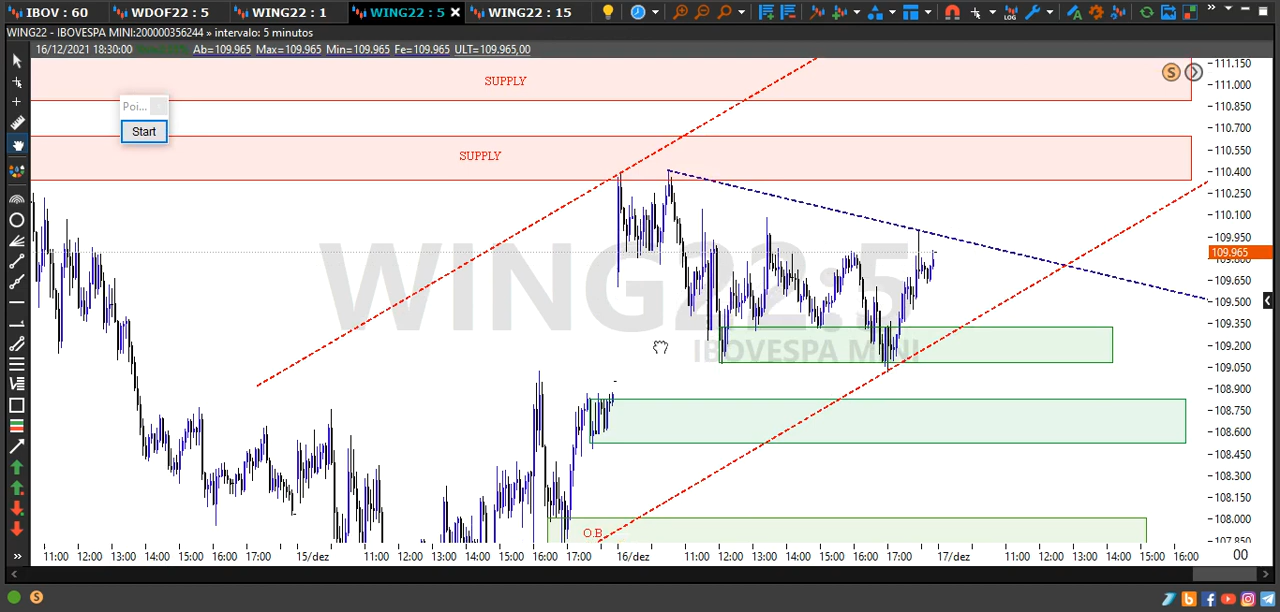 IBOV : 60 WDOF22 : 5 WING22 : 1 WING22 : 5 WING22 : 15
LOG
WING22 - IBOVESPA MINI:200000356244 » intervalo: 5 minutos
16/12/2021 18:30:00 Ab=109.965 Max=109.965 Min=109.965 Fe=109.965 ULT=109.965,00
SUPPLY
Poi...
Start
SUPPLY
WING22:5
IBOVESPA MINI
O.B
S
111.150
111.000
110.850
110.700
110.550
110.400
110.250
110.100
109.950
109.965
109.800
109.650
109.500
109.350
109.200
109.050
108.900
108.750
108.600
108.450
108.300
108.150
108.000
107.850
11:00 12:00 13:00 14:00 15:00 16:00 17:00 15/dez 11:00 12:00 13:00 14:00 15:00 16:00 17:00 16/dez 11:00 12:00 13:00 14:00 15:00 16:00 17:00 17/dez 11:00 12:00 13:00 14:00 15:00 16:00 00
S